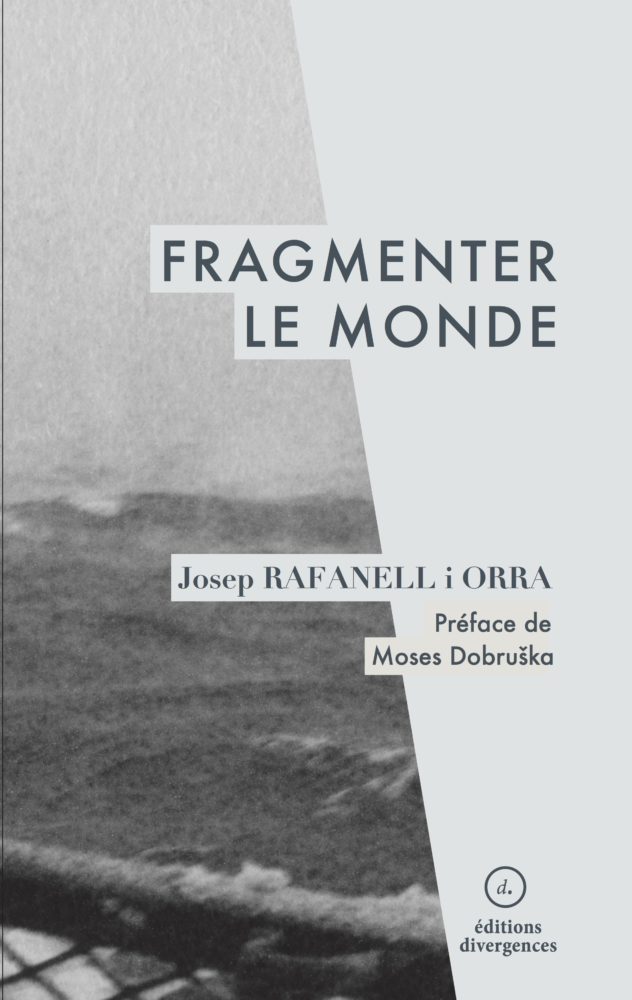 FRAGMENTER
LE MONDE
Josep RAFANELL i ORRA
Préface de
Moses Dobruška
d.
éditions
divergences